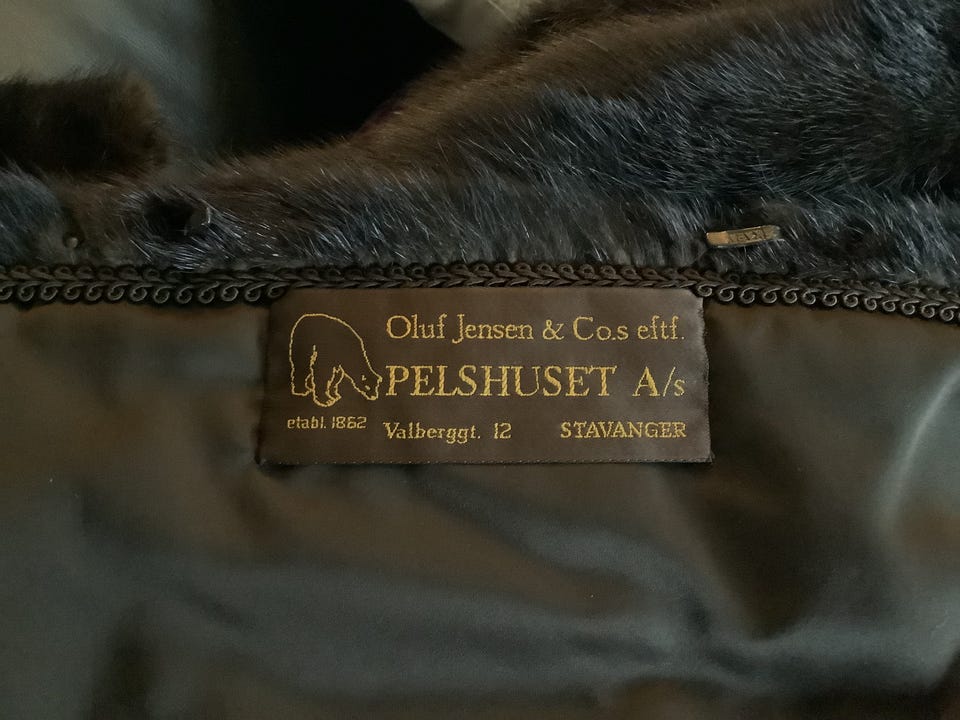 Oluf Jensen & Co.s eftf.
PELSHUSET A/s
etabl. 1862
Valberggt. 12 STAVANGER